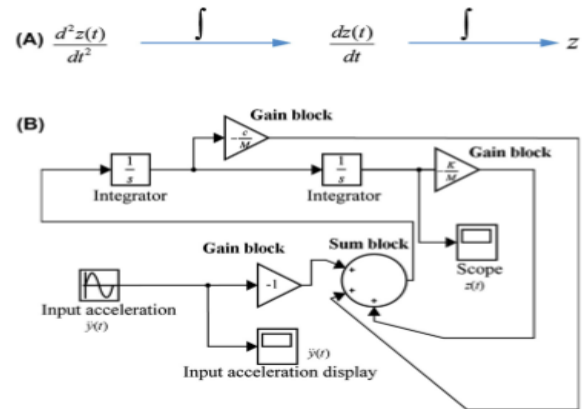 (A) d²z(t)/dt² ∫ dz(t)/dt ∫ z
(B)
Gain block
-c/M
1/s
Integrator
1/s
Integrator
-K/M
Gain block
Gain block
Sum block
-1
+
+
+
Scope
z(t)
Input acceleration
ÿ(t)
ÿ(t)
Input acceleration display